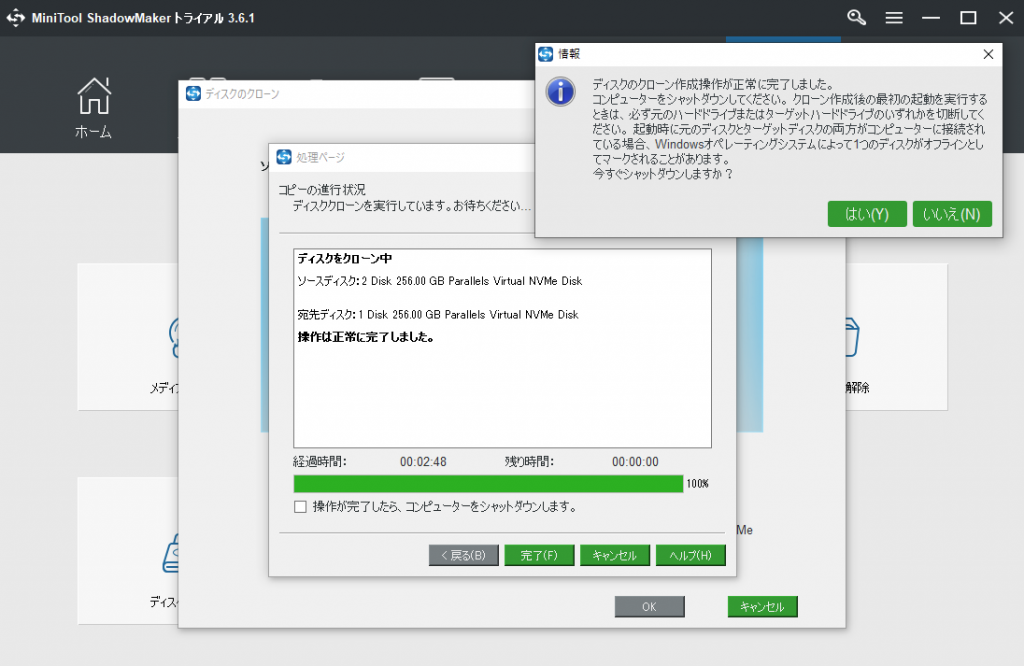 MiniTool ShadowMaker トライアル 3.6.1
ホーム
情報
ディスクのクローン作成操作が正常に完了しました。
コンピューターをシャットダウンしてください。クローン作成後の最初の起動を実行する
ときは、必ず元のハードドライブまたはターゲットハードドライブのいずれかを切断してく
ださい。起動時に元のディスクとターゲットディスクの両方がコンピューターに接続され
ている場合、Windowsオペレーティングシステムによって1つのディスクがオフラインとし
てマークされることがあります。
今すぐシャットダウンしますか？
はい(Y)
いいえ(N)
ディスクのクローン
処理ページ
コピーの進行状況
ディスククローンを実行しています。お待ちください...
ディスクをクローン中
ソースディスク: 2 Disk 256.00 GB Parallels Virtual NVMe Disk
宛先ディスク: 1 Disk 256.00 GB Parallels Virtual NVMe Disk
操作は正常に完了しました。
経過時間: 00:02:48 残り時間: 00:00:00
100%
操作が完了したら、コンピューターをシャットダウンします。
< 戻る(B)
完了(F)
キャンセル
ヘルプ(H)
メディ
解除
Me
ディス
OK
キャンセル